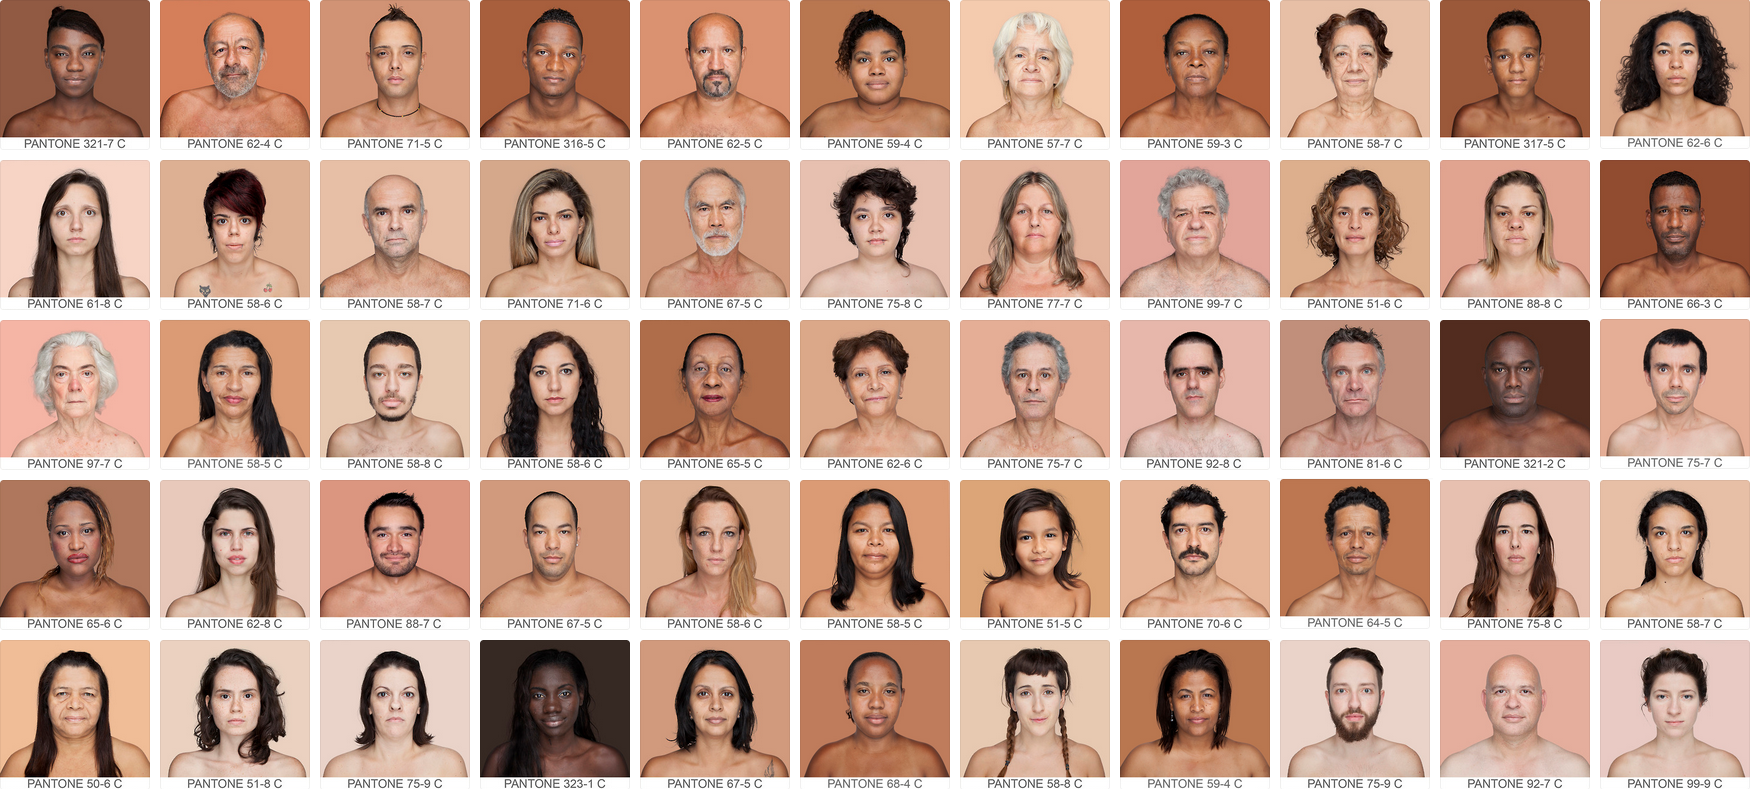 PANTONE 321-7 C
PANTONE 62-4 C
PANTONE 71-5 C
PANTONE 316-5 C
PANTONE 62-5 C
PANTONE 59-4 C
PANTONE 57-7 C
PANTONE 59-3 C
PANTONE 58-7 C
PANTONE 317-5 C
PANTONE 62-6 C
PANTONE 61-8 C
PANTONE 58-6 C
PANTONE 58-7 C
PANTONE 71-6 C
PANTONE 67-5 C
PANTONE 75-8 C
PANTONE 77-7 C
PANTONE 99-7 C
PANTONE 51-6 C
PANTONE 88-8 C
PANTONE 66-3 C
PANTONE 97-7 C
PANTONE 58-5 C
PANTONE 58-8 C
PANTONE 58-6 C
PANTONE 65-5 C
PANTONE 62-6 C
PANTONE 75-7 C
PANTONE 92-8 C
PANTONE 81-6 C
PANTONE 321-2 C
PANTONE 75-7 C
PANTONE 65-6 C
PANTONE 62-8 C
PANTONE 88-7 C
PANTONE 67-5 C
PANTONE 58-6 C
PANTONE 58-5 C
PANTONE 51-5 C
PANTONE 70-6 C
PANTONE 64-5 C
PANTONE 75-8 C
PANTONE 58-7 C
PANTONE 50-6 C
PANTONE 51-8 C
PANTONE 75-9 C
PANTONE 323-1 C
PANTONE 67-5 C
PANTONE 68-4 C
PANTONE 58-8 C
PANTONE 59-4 C
PANTONE 75-9 C
PANTONE 92-7 C
PANTONE 99-9 C